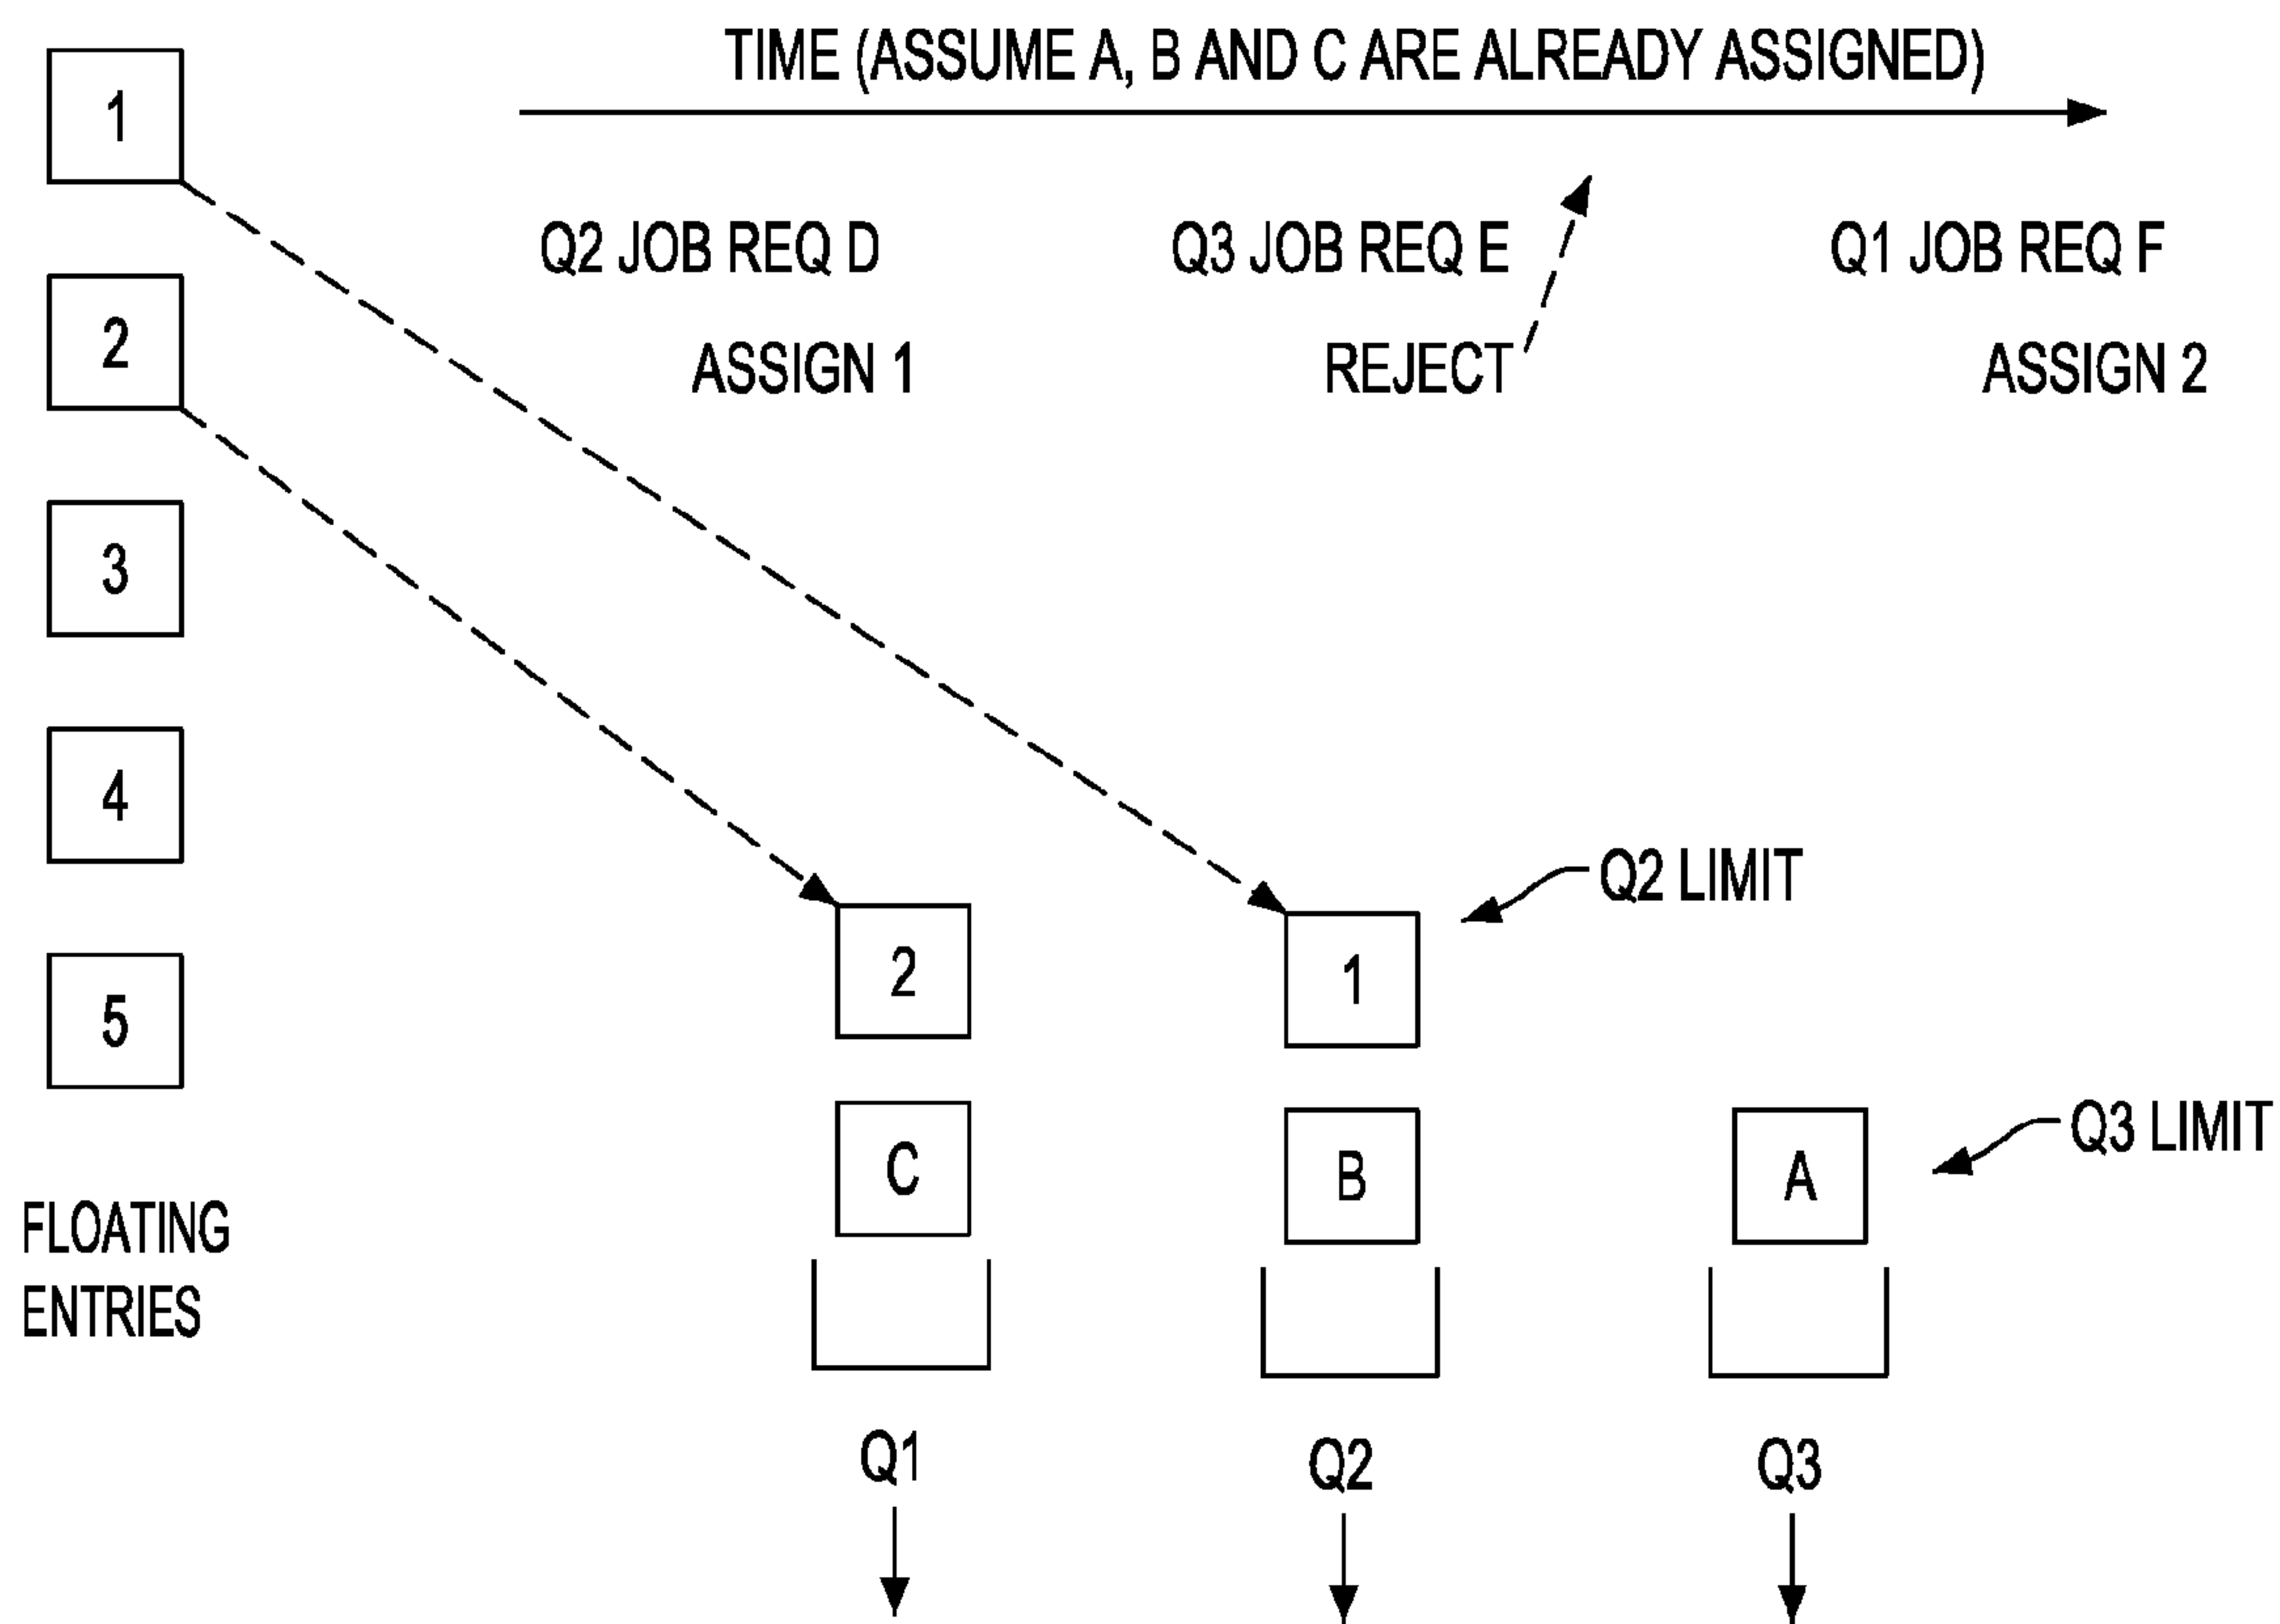 TIME (ASSUME A, B AND C ARE ALREADY ASSIGNED)
1
Q2 JOB REQ D
Q3 JOB REQ E
Q1 JOB REQ F
2
ASSIGN 1
REJECT
ASSIGN 2
3
4
Q2 LIMIT
2
1
5
Q3 LIMIT
C
B
A
FLOATING
ENTRIES
Q1
Q2
Q3